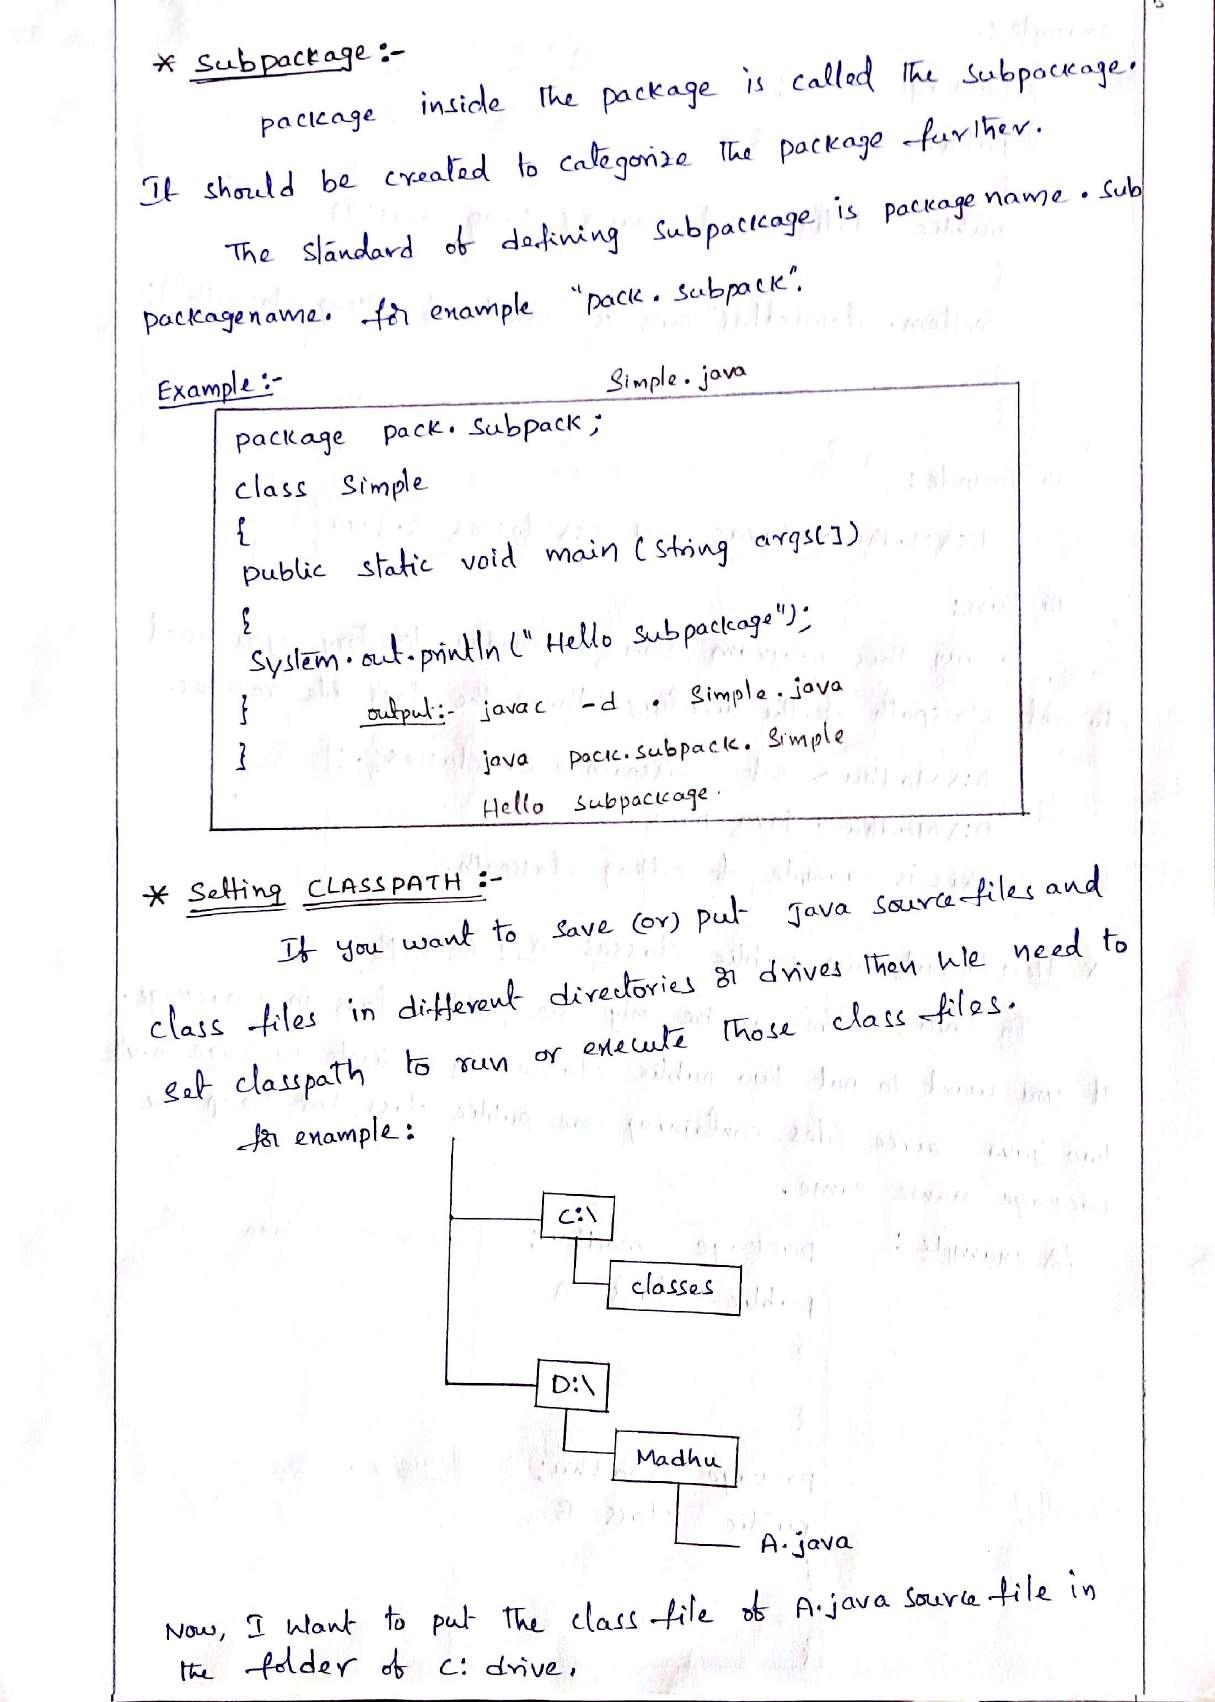 * Subpackage :-
package inside the package is called the subpackage.
It should be created to categorize the package further.
The standard of defining subpackage is package name . sub
packagename. for example "pack . subpack".
Example :-
Simple . java
package pack. subpack ;
class Simple
{
public static void main ( String args[])
{
System . out . println (" Hello subpackage");
}
output :- javac -d . Simple . java
}
java pack. subpack. Simple
Hello subpackage.
* Setting CLASSPATH :-
If you want to save (or) put Java source files and
class files in different directories or drives then we need to
set classpath to run or execute those class files.
for example :
C:\
classes
D:\
Madhu
A. java
Now, I want to put the class file of A.java source file in
the folder of c: drive.